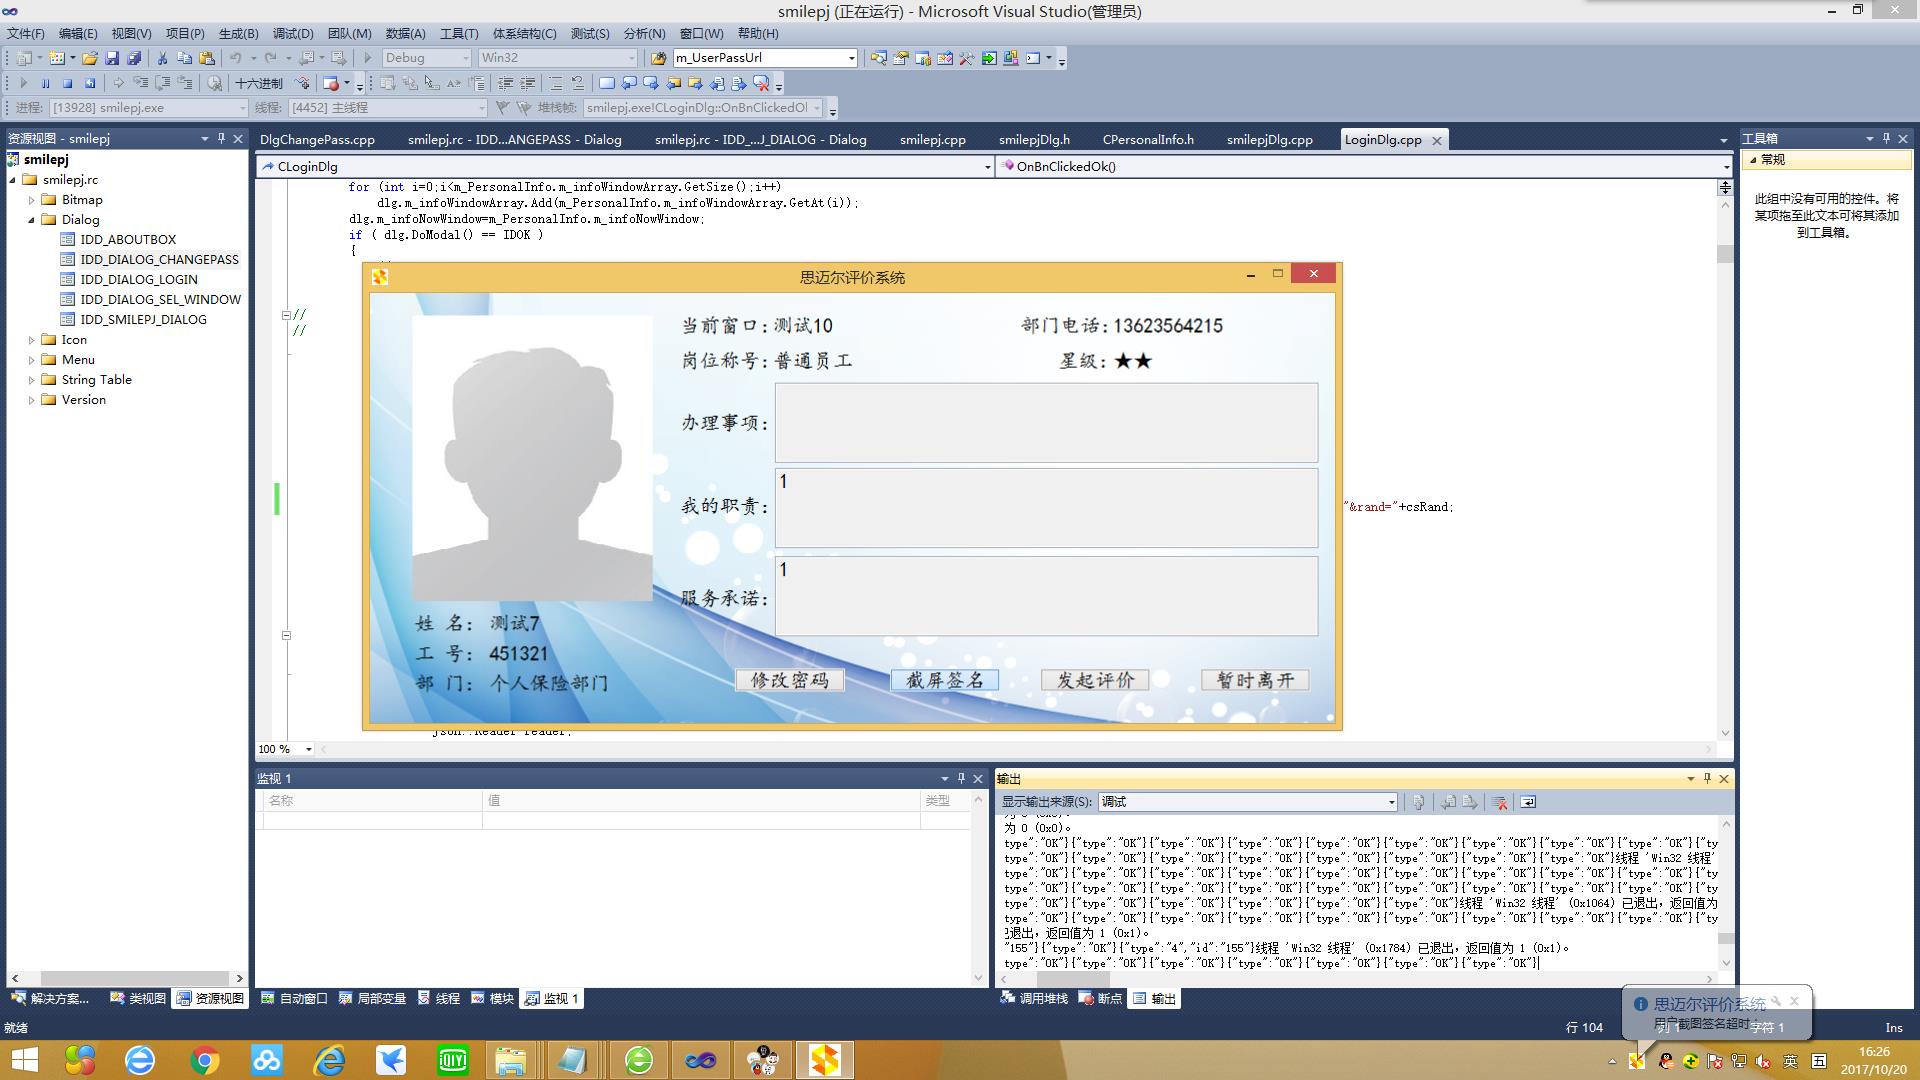 smilepj (正在运行) - Microsoft Visual Studio(管理员)
文件(F) 编辑(E) 视图(V) 项目(P) 生成(B) 调试(D) 团队(M) 数据(A) 工具(T) 体系结构(C) 测试(S) 分析(N) 窗口(W) 帮助(H)
Debug Win32 m_UserPassUrl
十六进制
进程: [13928] smilepj.exe 线程: [4452] 主线程 堆栈帧: smilepj.exe!CLoginDlg::OnBnClickedOl
资源视图 - smilepj
smilepj
smilepj.rc
Bitmap
Dialog
IDD_ABOUTBOX
IDD_DIALOG_CHANGEPASS
IDD_DIALOG_LOGIN
IDD_DIALOG_SEL_WINDOW
IDD_SMILEPJ_DIALOG
Icon
Menu
String Table
Version
DlgChangePass.cpp smilepj.rc - IDD...ANGEPASS - Dialog smilepj.rc - IDD_...J_DIALOG - Dialog smilepj.cpp smilepjDlg.h CPersonalInfo.h smilepjDlg.cpp LoginDlg.cpp
CLoginDlg OnBnClickedOk()
for (int i=0;i<m_PersonalInfo.m_infoWindowArray.GetSize();i++)
dlg.m_infoWindowArray.Add(m_PersonalInfo.m_infoWindowArray.GetAt(i));
dlg.m_infoNowWindow=m_PersonalInfo.m_infoNowWindow;
if ( dlg.DoModal() == IDOK )
{
//
//
"&rand="+csRand;
100 %
思迈尔评价系统
当前窗口: 测试10 部门电话: 13623564215
岗位称号: 普通员工 星级: ★★
办理事项:
我的职责: 1
服务承诺: 1
姓 名: 测试7
工 号: 451321
部 门: 个人保险部门
修改密码 截屏签名 发起评价 暂时离开
工具箱
常规
此组中没有可用的控件。将
某项拖至此文本可将其添加
到工具箱。
监视 1
名称 值 类型
输出
显示输出来源(S): 调试
为 0 (0x0)。
type":"OK"}{"type":"OK"}{"type":"OK"}{"type":"OK"}{"type":"OK"}{"type":"OK"}{"type":"OK"}{"type":"OK"}{"type":"OK"}{"ty
type":"OK"}{"type":"OK"}{"type":"OK"}{"type":"OK"}{"type":"OK"}{"type":"OK"}{"type":"OK"}{"type":"OK"}线程 'Win32 线程'
type":"OK"}{"type":"OK"}{"type":"OK"}{"type":"OK"}{"type":"OK"}{"type":"OK"}{"type":"OK"}{"type":"OK"}{"type":"OK"}{"ty
type":"OK"}{"type":"OK"}{"type":"OK"}{"type":"OK"}{"type":"OK"}{"type":"OK"}{"type":"OK"}{"type":"OK"}{"type":"OK"}{"ty
type":"OK"}{"type":"OK"}{"type":"OK"}{"type":"OK"}{"type":"OK"}{"type":"OK"}线程 'Win32 线程' (0x1064) 已退出，返回值为
type":"OK"}{"type":"OK"}{"type":"OK"}{"type":"OK"}{"type":"OK"}{"type":"OK"}{"type":"OK"}{"type":"OK"}{"type":"OK"}{"ty
已退出，返回值为 1 (0x1)。
"155"}{"type":"OK"}{"type":"4","id":"155"}线程 'Win32 线程' (0x1784) 已退出，返回值为 1 (0x1)。
type":"OK"}{"type":"OK"}{"type":"OK"}{"type":"OK"}{"type":"OK"}{"type":"OK"}{"type":"OK"}
解决方案... 类视图 资源视图 自动窗口 局部变量 线程 模块 监视 1 调用堆栈 断点 输出
思迈尔评价系统
用户截图签名超时
就绪 行 104 列 1 字符 1 Ins
QIYI
英 五
16:26
2017/10/20